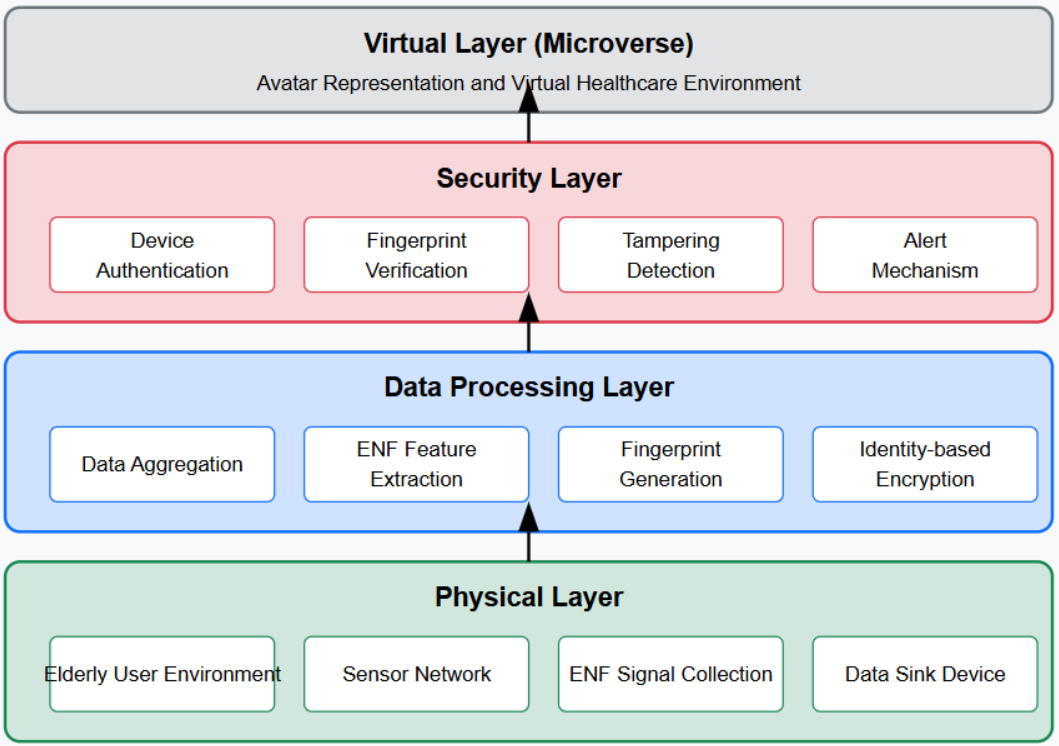 Virtual Layer (Microverse)
Avatar Representation and Virtual Healthcare Environment
Security Layer
Device
Authentication
Fingerprint
Verification
Tampering
Detection
Alert
Mechanism
Data Processing Layer
Data Aggregation
ENF Feature
Extraction
Fingerprint
Generation
Identity-based
Encryption
Physical Layer
Elderly User Environment
Sensor Network
ENF Signal Collection
Data Sink Device